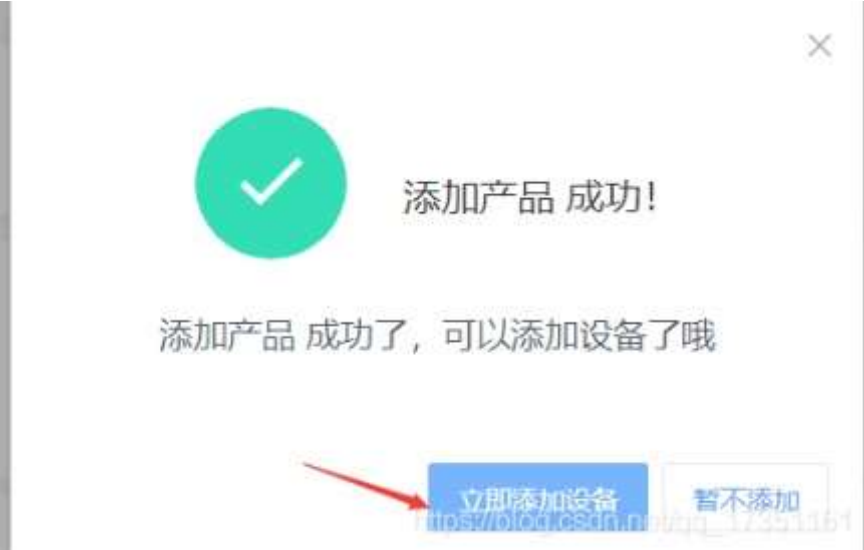 添加产品 成功!
添加产品 成功了，可以添加设备了哦
立即添加设备
暂不添加
https://blog.csdn.net/qq_17351161